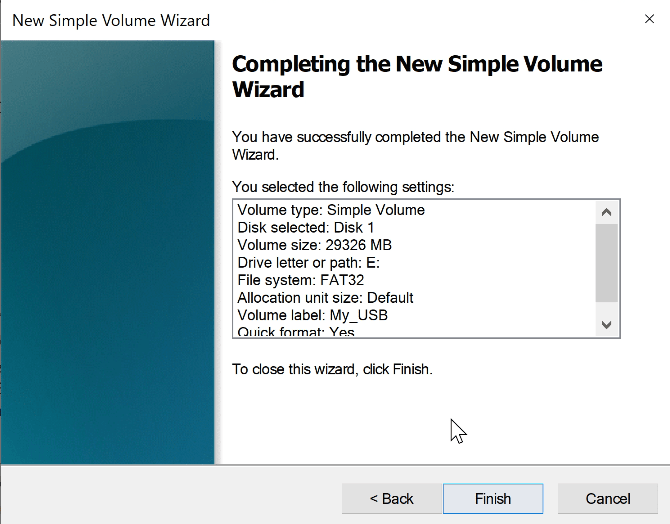 New Simple Volume Wizard
Completing the New Simple Volume
Wizard
You have successfully completed the New Simple Volume
Wizard.
You selected the following settings:
Volume type: Simple Volume
Disk selected: Disk 1
Volume size: 29326 MB
Drive letter or path: E:
File system: FAT32
Allocation unit size: Default
Volume label: My_USB
Quick format: Yes
To close this wizard, click Finish.
< Back Finish Cancel